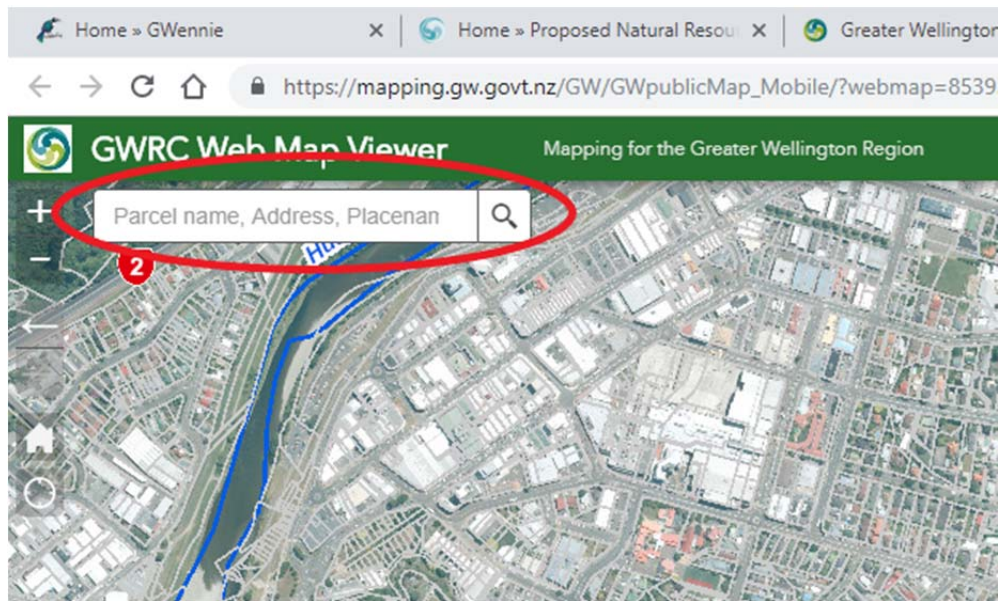 Home » GWennie
Home » Proposed Natural Resou
Greater Wellington
https://mapping.gw.govt.nz/GW/GWpublicMap_Mobile/?webmap=8539
GWRC Web Map Viewer
Mapping for the Greater Wellington Region
Parcel name, Address, Placenam
2